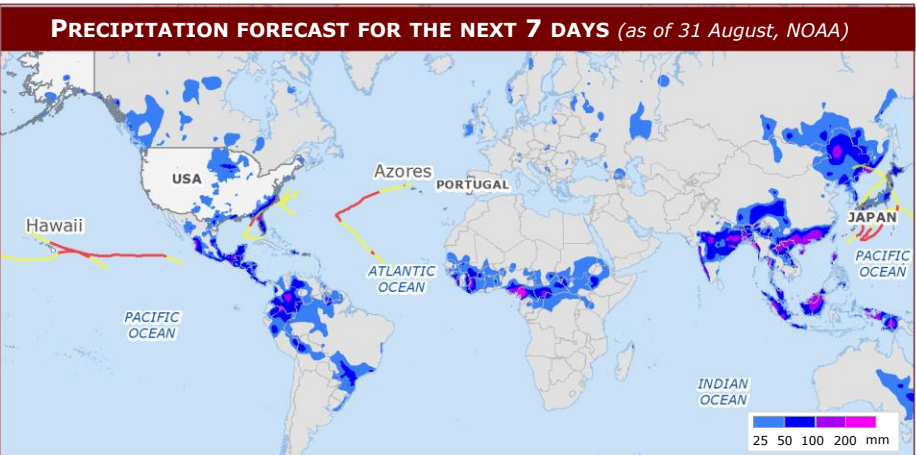 PRECIPITATION FORECAST FOR THE NEXT 7 DAYS (as of 31 August, NOAA)
USA
Azores
PORTUGAL
Hawaii
JAPAN
PACIFIC
OCEAN
ATLANTIC
OCEAN
PACIFIC
OCEAN
INDIAN
OCEAN
25 50 100 200 mm